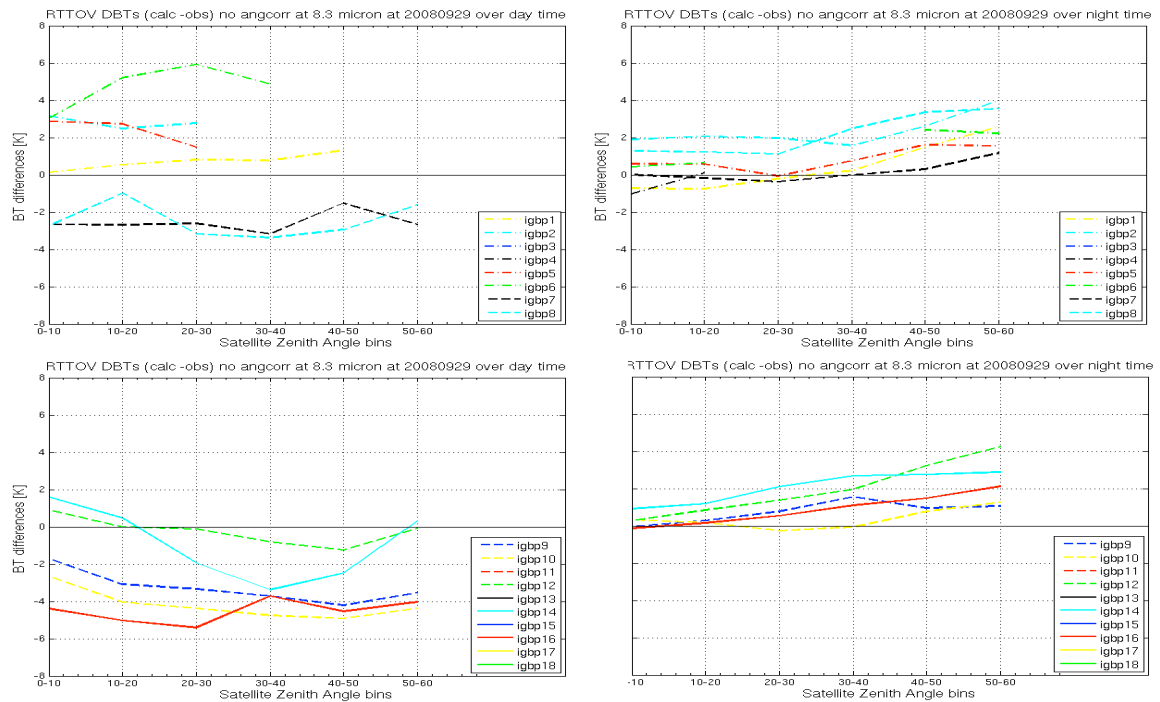 RTTOV DBTs (calc -obs) no angcorr at 8.3 micron at 20080929 over day time
8
6
4
2
0
-2
-4
-6
-8
BT differences [K]
0-10 10-20 20-30 30-40 40-50 50-60
Satellite Zenith Angle bins
igbp1
igbp2
igbp3
igbp4
igbp5
igbp6
igbp7
igbp8
RTTOV DBTs (calc -obs) no angcorr at 8.3 micron at 20080929 over night time
8
6
4
2
0
-2
-4
-6
-8
BT differences [K]
0-10 10-20 20-30 30-40 40-50 50-60
Satellite Zenith Angle bins
igbp1
igbp2
igbp3
igbp4
igbp5
igbp6
igbp7
igbp8
RTTOV DBTs (calc -obs) no angcorr at 8.3 micron at 20080929 over day time
8
6
4
2
0
-2
-4
-6
-8
BT differences [K]
0-10 10-20 20-30 30-40 40-50 50-60
Satellite Zenith Angle bins
igbp9
igbp10
igbp11
igbp12
igbp13
igbp14
igbp15
igbp16
igbp17
igbp18
RTTOV DBTs (calc -obs) no angcorr at 8.3 micron at 20080929 over night time
-10 10-20 20-30 30-40 40-50 50-60
Satellite Zenith Angle bins
igbp9
igbp10
igbp11
igbp12
igbp13
igbp14
igbp15
igbp16
igbp17
igbp18